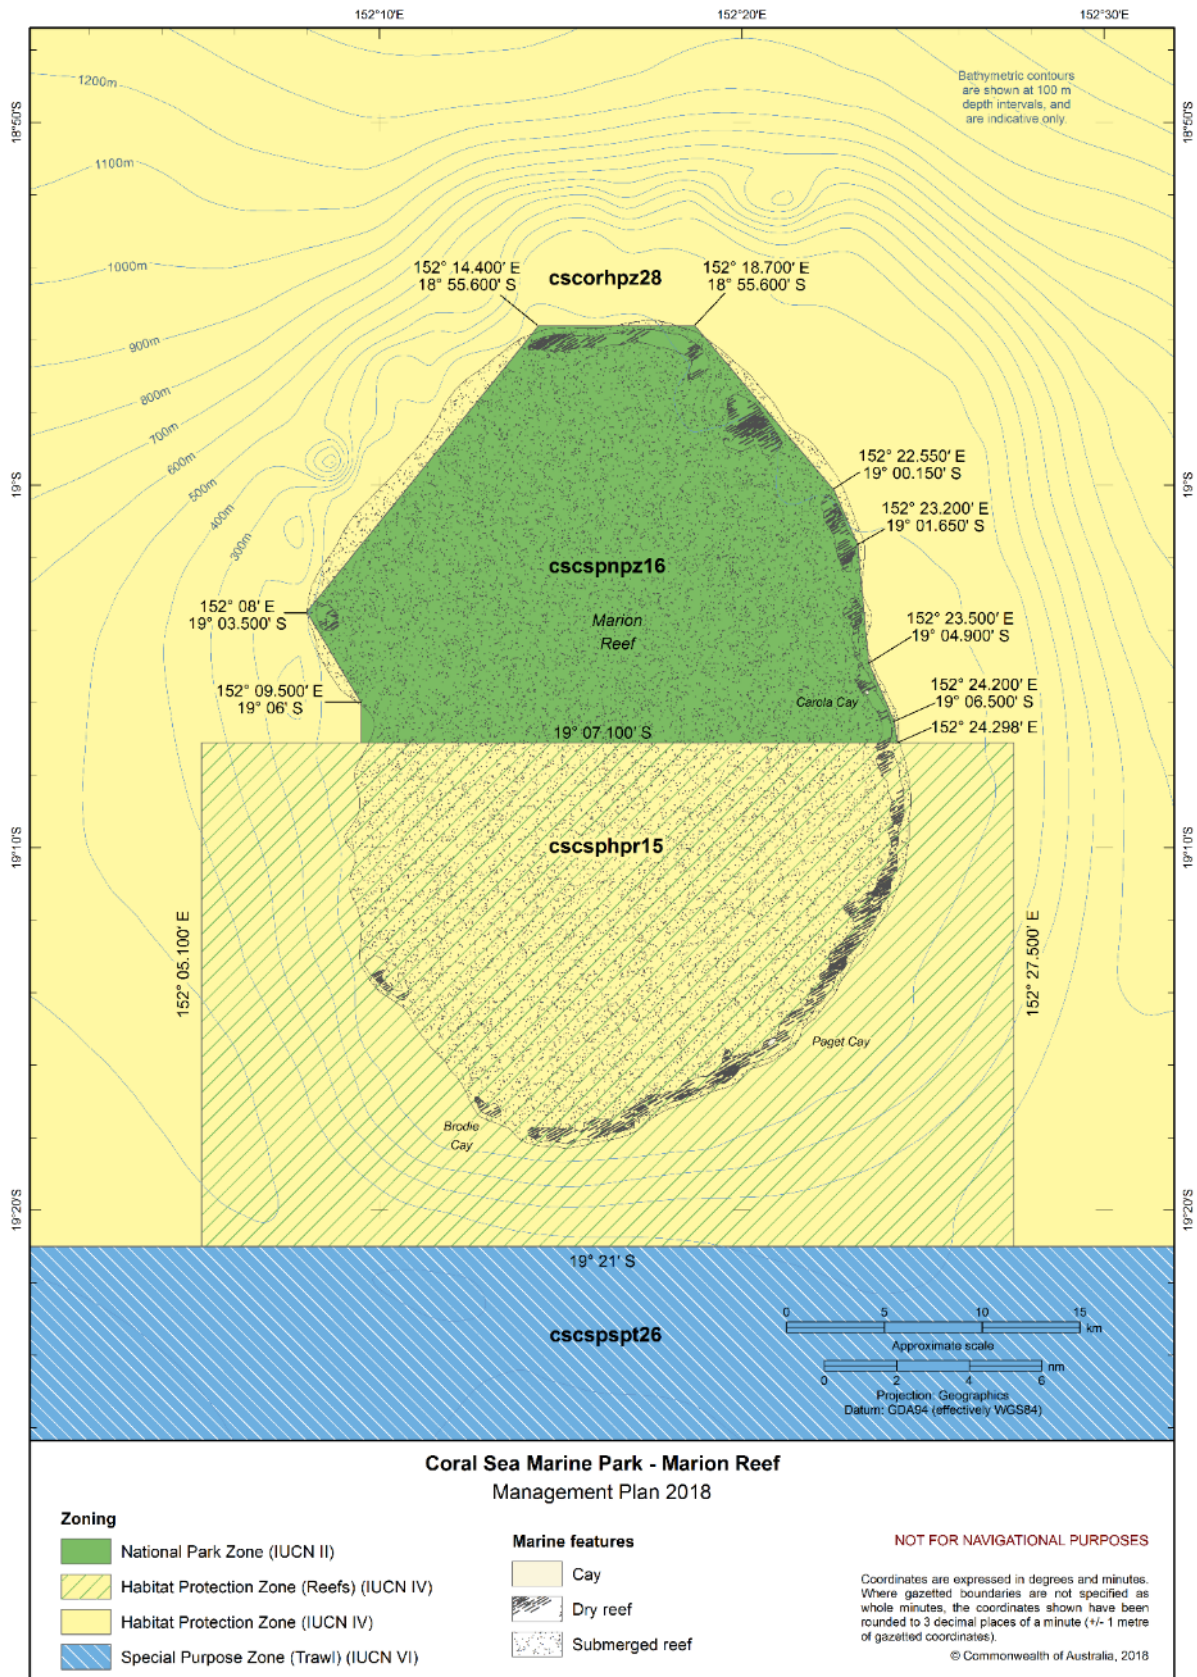 152°10'E
152°20'E
152°30'E
18°50'S
18°50'S
1200m
Bathymetric contours
are shown at 100 m
depth intervals, and
are indicative only.
1100m
1000m
152° 14.400' E
18° 55.600' S
cscorhpz28
152° 18.700' E
18° 55.600' S
900m
800m
700m
600m
500m
400m
300m
152° 22.550' E
19° 00.150' S
19°S
19°S
152° 23.200' E
19° 01.650' S
cscspnpz16
152° 08' E
19° 03.500' S
Marion
Reef
152° 23.500' E
19° 04.900' S
152° 09.500' E
19° 06' S
Carola Cay
152° 24.200' E
19° 06.500' S
19° 07.100' S
152° 24.298' E
cscsphpr15
19°10'S
19°10'S
152° 05.100' E
152° 27.500' E
Paget Cay
Brodie
Cay
19°20'S
19°20'S
19° 21' S
cscspspt26
0 5 10 15
km
Approximate scale
nm
0 2 4 6
Projection: Geographics
Datum: GDA94 (effectively WGS84)
Coral Sea Marine Park - Marion Reef
Management Plan 2018
Zoning
National Park Zone (IUCN II)
Habitat Protection Zone (Reefs) (IUCN IV)
Habitat Protection Zone (IUCN IV)
Special Purpose Zone (Trawl) (IUCN VI)
Marine features
Cay
Dry reef
Submerged reef
NOT FOR NAVIGATIONAL PURPOSES
Coordinates are expressed in degrees and minutes.
Where gazetted boundaries are not specified as
whole minutes, the coordinates shown have been
rounded to 3 decimal places of a minute (+/- 1 metre
of gazetted coordinates).
© Commonwealth of Australia, 2018